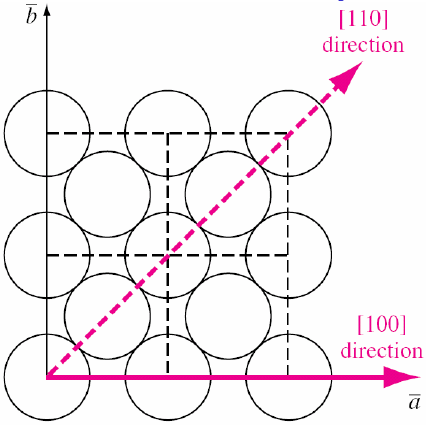 b̅
[110]
direction
[100]
direction
a̅